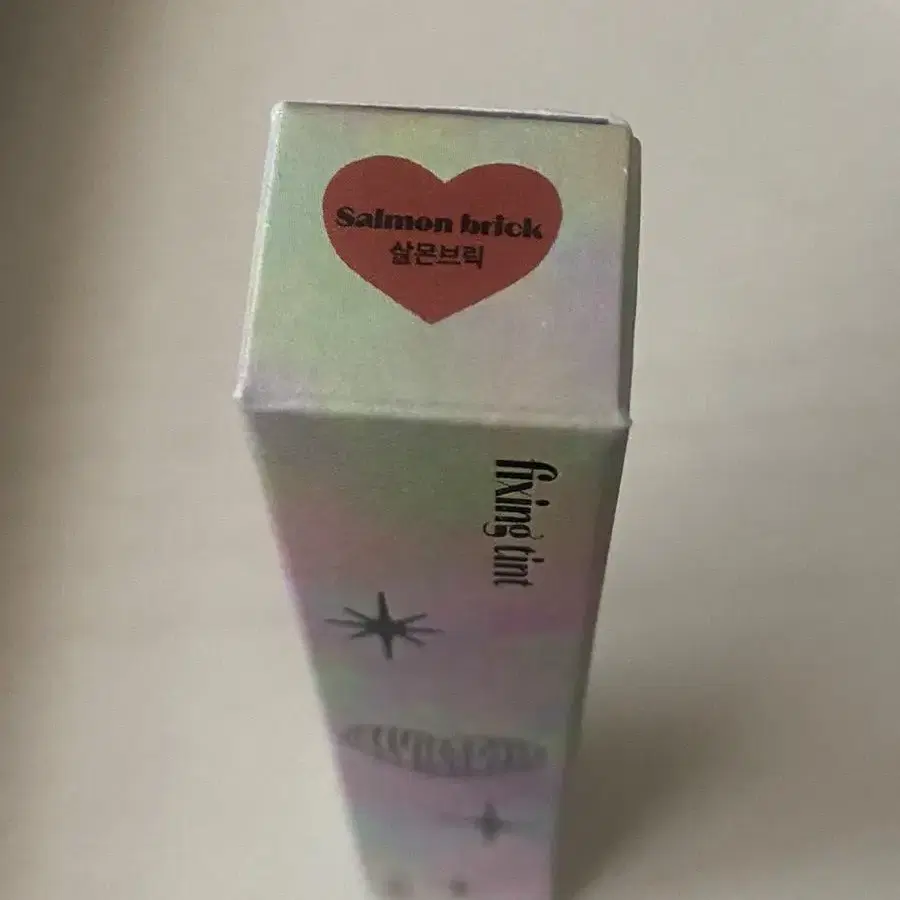 Salmon brick
살몬브릭
fixing tint